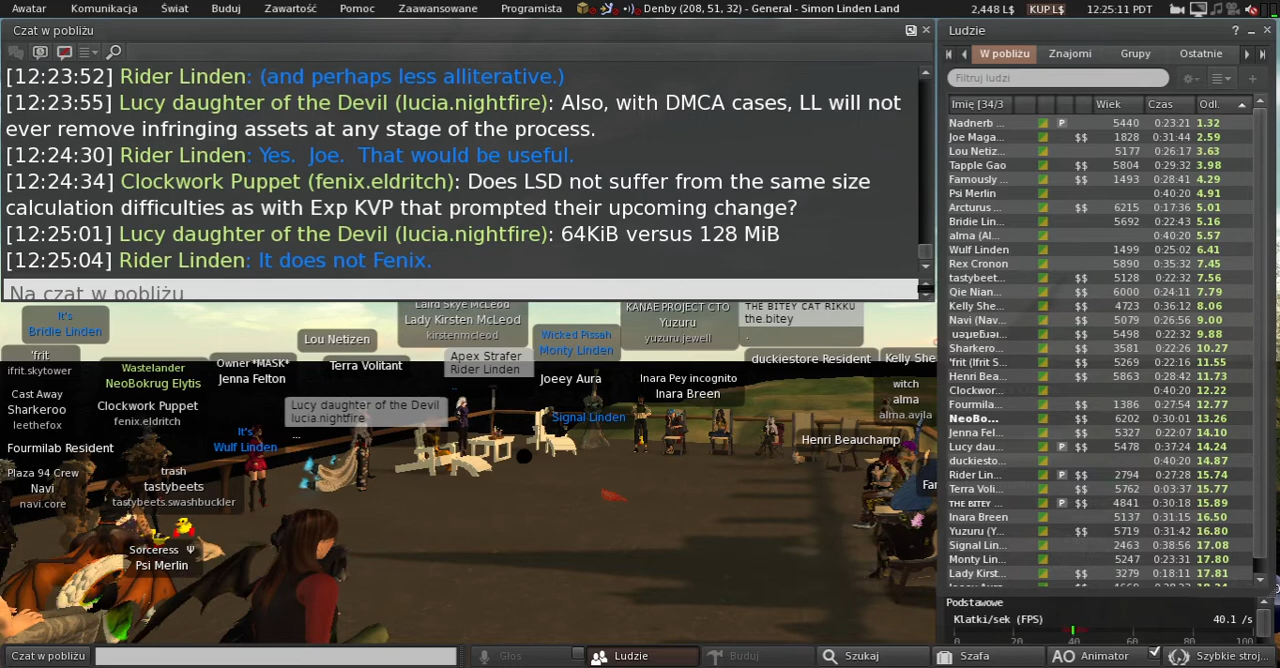 Awatar Komunikacja Świat Buduj Zawartość Pomoc Zaawansowane Programista Denby (208, 51, 32) - General - Simon Linden Land 2,448 L$ KUP L$ 12:25:11 PDT
Czat w pobliżu
[12:23:52] Rider Linden: (and perhaps less alliterative.)
[12:23:55] Lucy daughter of the Devil (lucia.nightfire): Also, with DMCA cases, LL will not
ever remove infringing assets at any stage of the process.
[12:24:30] Rider Linden: Yes. Joe. That would be useful.
[12:24:34] Clockwork Puppet (fenix.eldritch): Does LSD not suffer from the same size
calculation difficulties as with Exp KVP that prompted their upcoming change?
[12:25:01] Lucy daughter of the Devil (lucia.nightfire): 64KiB versus 128 MiB
[12:25:04] Rider Linden: It does not Fenix.
Na czat w pobliżu
It's
Bridie Linden
'frit
ifrit.skytower
Cast Away
Sharkeroo
leethefox
Fourmilab Resident
Plaza 94 Crew
Navi
navi.core
Wastelander
NeoBokrug Elytis
Clockwork Puppet
fenix.eldritch
Owner*MASK*
Jenna Felton
It's
Wulf Linden
trash
tastybeets
tastybeets.swashbuckler
Sorceress Ψ
Psi Merlin
Lou Netizen
Terra Volitant
Lucy daughter of the Devil
lucia.nightfire
...
Laird Skye McLeod
Lady Kirsten McLeod
kirstenmcleod
Apex Strafer
Rider Linden
Wicked Pissah
Monty Linden
Joeey Aura
Signal Linden
KANAE PROJECT CTO
Yuzuru
yuzuru.jewell
Inara Pey incognito
Inara Breen
THE BITEY CAT RIKKU
the.bitey
.
duckiestore Resident
Kelly She
witch
alma
alma.avila
Henri Beauchamp
Far
Ludzie
W pobliżu Znajomi Grupy Ostatnie
Filtruj ludzi
Imię [34/3 Wiek Czas Odl.
Nadnerb ... P 5440 0:23:21 1.32
Joe Maga... $$ 1828 0:31:44 2.59
Lou Netiz... 5177 0:26:17 3.63
Tapple Gao $$ 5804 0:29:32 3.98
Famously ... $$ 1493 0:28:41 4.29
Psi Merlin 0:40:20 4.91
Arcturus ... $$ 6215 0:17:36 5.01
Bridie Lin... 5692 0:22:43 5.16
alma (Al... 0:40:20 5.57
Wulf Linden 1499 0:25:02 6.41
Rex Cronon 5890 0:35:32 7.45
tastybeet... $$ 5128 0:22:32 7.56
Qie Nian... $$ 6000 0:24:11 7.79
Kelly She... $$ 4723 0:36:12 8.06
Navi (Nav... $$ 5079 0:26:56 9.00
$$ 5498 0:22:32 9.88
Sharkero... $$ 3581 0:22:26 10.27
'frit (Ifrit S... $$ 5269 0:22:16 11.55
Henri Bea... $$ 5863 0:28:42 11.73
Clockwor... 0:40:20 12.22
Fourmila... $$ 1386 0:27:54 12.77
NeoBo... $$ 6202 0:30:01 13.26
Jenna Fel... $$ 5327 0:22:07 14.10
Lucy dau... P $$ 5478 0:37:24 14.24
duckiesto... 0:40:20 14.87
Rider Lin... P $$ 2794 0:27:28 15.74
Terra Voli... $$ 5762 0:03:37 15.77
THE BITEY ... P $$ 4841 0:30:18 15.89
Inara Breen 5137 0:31:15 16.50
Yuzuru (Y... $$ 5719 0:31:42 16.80
Signal Lin... 2463 0:38:56 17.08
Monty Lin... 5247 0:23:31 17.80
Lady Kirst... $$ 3279 0:18:11 17.81
Podstawowe
Klatki/sek (FPS) 40.1 /s
0 20 40 60 80 100
Czat w pobliżu Głos Ludzie Buduj Szukaj Szafa AO Animator Szybkie stroj...